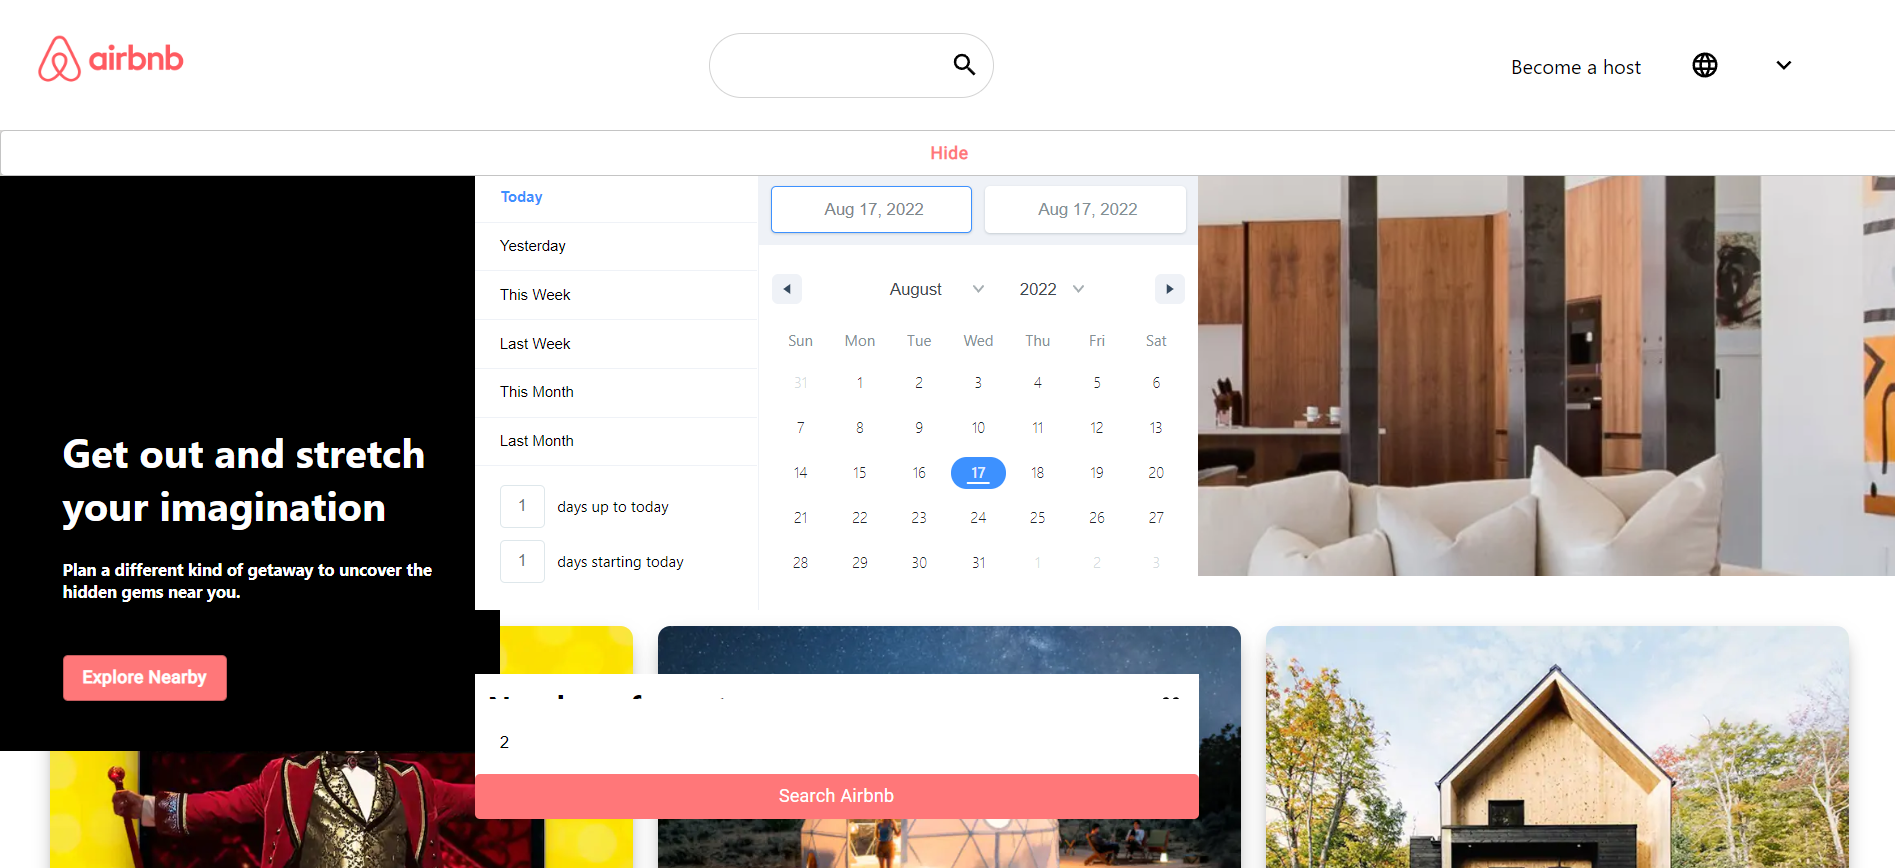 airbnb
Become a host
Hide
Today
Yesterday
This Week
Last Week
This Month
Last Month
1 days up to today
1 days starting today
Aug 17, 2022 Aug 17, 2022
August 2022
Sun Mon Tue Wed Thu Fri Sat
31 1 2 3 4 5 6
7 8 9 10 11 12 13
14 15 16 17 18 19 20
21 22 23 24 25 26 27
28 29 30 31 1 2 3
Get out and stretch
your imagination
Plan a different kind of getaway to uncover the
hidden gems near you.
Explore Nearby
2
Search Airbnb